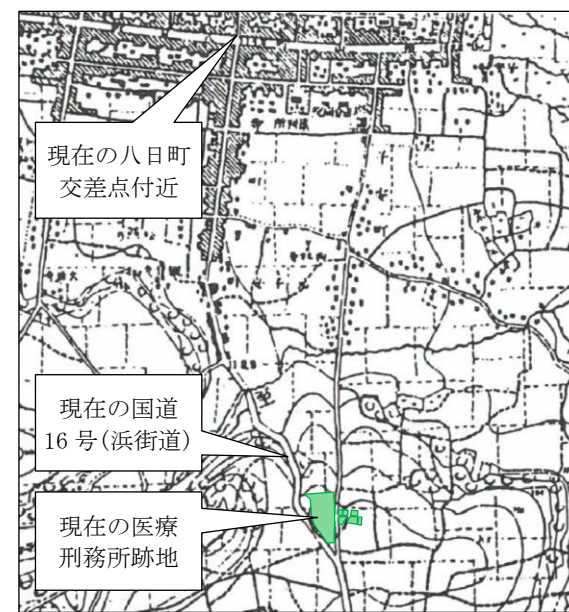 現在の八日町
交差点付近
現在の国道
16 号(浜街道)
現在の医療
刑務所跡地